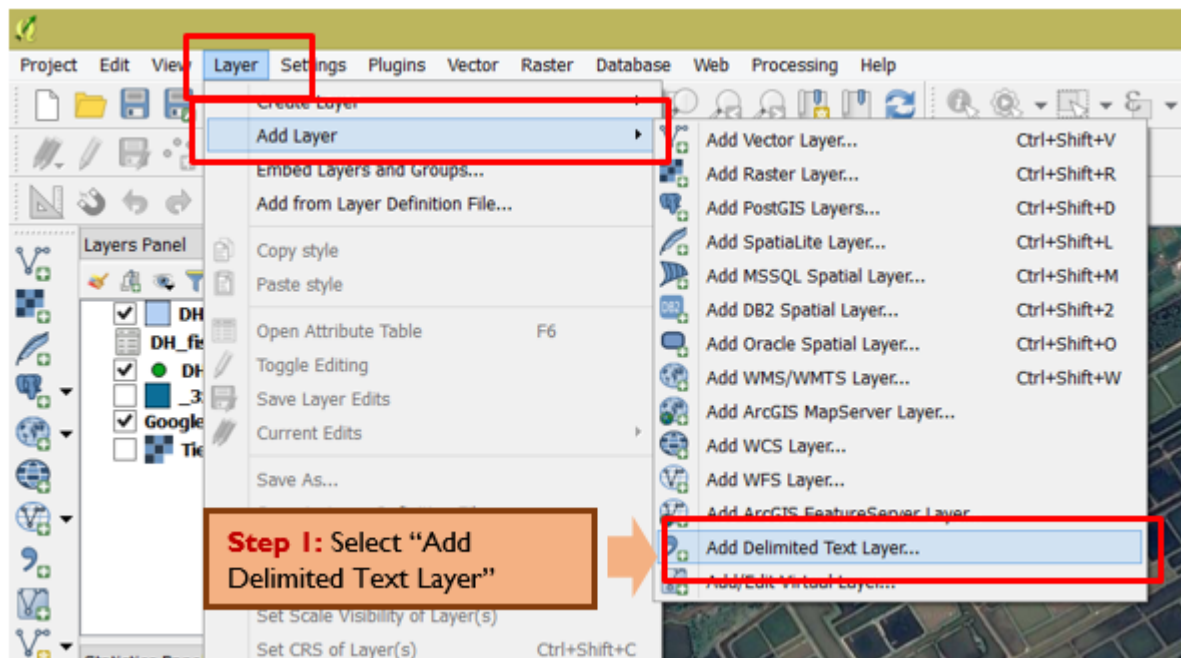 Project Edit View Layer Settings Plugins Vector Raster Database Web Processing Help
Create Layer
Add Layer
Embed Layers and Groups...
Add from Layer Definition File...
Copy style
Paste style
Open Attribute Table F6
Toggle Editing
Save Layer Edits
Current Edits
Save As...
Set Scale Visibility of Layer(s)
Set CRS of Layer(s) Ctrl+Shift+C
Add Vector Layer... Ctrl+Shift+V
Add Raster Layer... Ctrl+Shift+R
Add PostGIS Layers... Ctrl+Shift+D
Add SpatiaLite Layer... Ctrl+Shift+L
Add MSSQL Spatial Layer... Ctrl+Shift+M
DB2 Add DB2 Spatial Layer... Ctrl+Shift+2
Add Oracle Spatial Layer... Ctrl+Shift+O
Add WMS/WMTS Layer... Ctrl+Shift+W
Add ArcGIS MapServer Layer...
Add WCS Layer...
Add WFS Layer...
Add ArcGIS FeatureServer Layer
Add Delimited Text Layer...
Add/Edit Virtual Layer...
Layers Panel
DH
DH_fis
DH
_3
Google
Tie
Step 1: Select “Add
Delimited Text Layer”